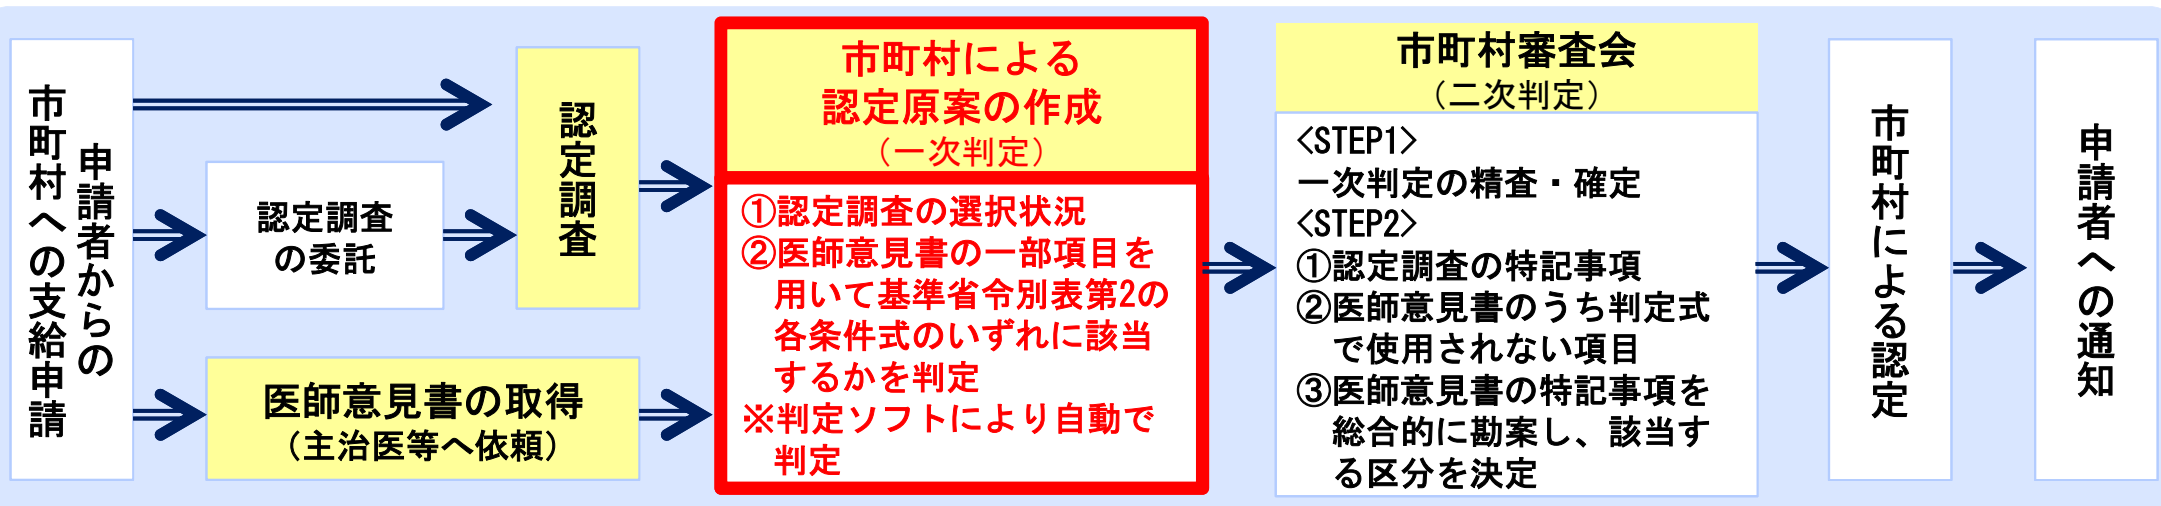 申請者からの
市町村への支給申請
認定調査
の委託
医師意見書の取得
（主治医等へ依頼）
認定調査
市町村による
認定原案の作成
（一次判定）
①認定調査の選択状況
②医師意見書の一部項目を
用いて基準省令別表第2の
各条件式のいずれに該当
するかを判定
※判定ソフトにより自動で
判定
市町村審査会
（二次判定）
<STEP1>
一次判定の精査・確定
<STEP2>
①認定調査の特記事項
②医師意見書のうち判定式
で使用されない項目
③医師意見書の特記事項を
総合的に勘案し、該当す
る区分を決定
市町村による認定
申請者への通知